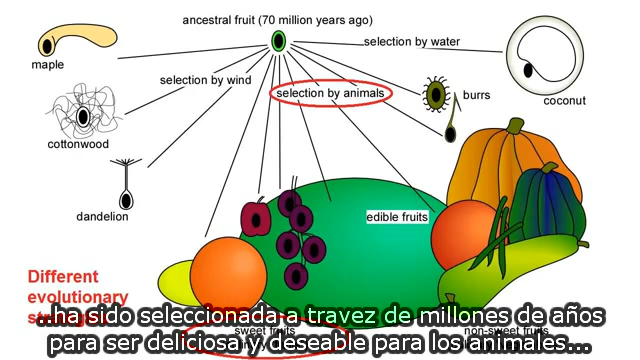 ancestral fruit (70 million years ago)
selection by water
maple
selection by wind
selection by animals
burrs
coconut
cottonwood
dandelion
edible fruits
Different
evolutionary
sweet fruits
non-sweet fruits
...ha sido seleccionada a travez de millones de años
para ser deliciosa y deseable para los animales...